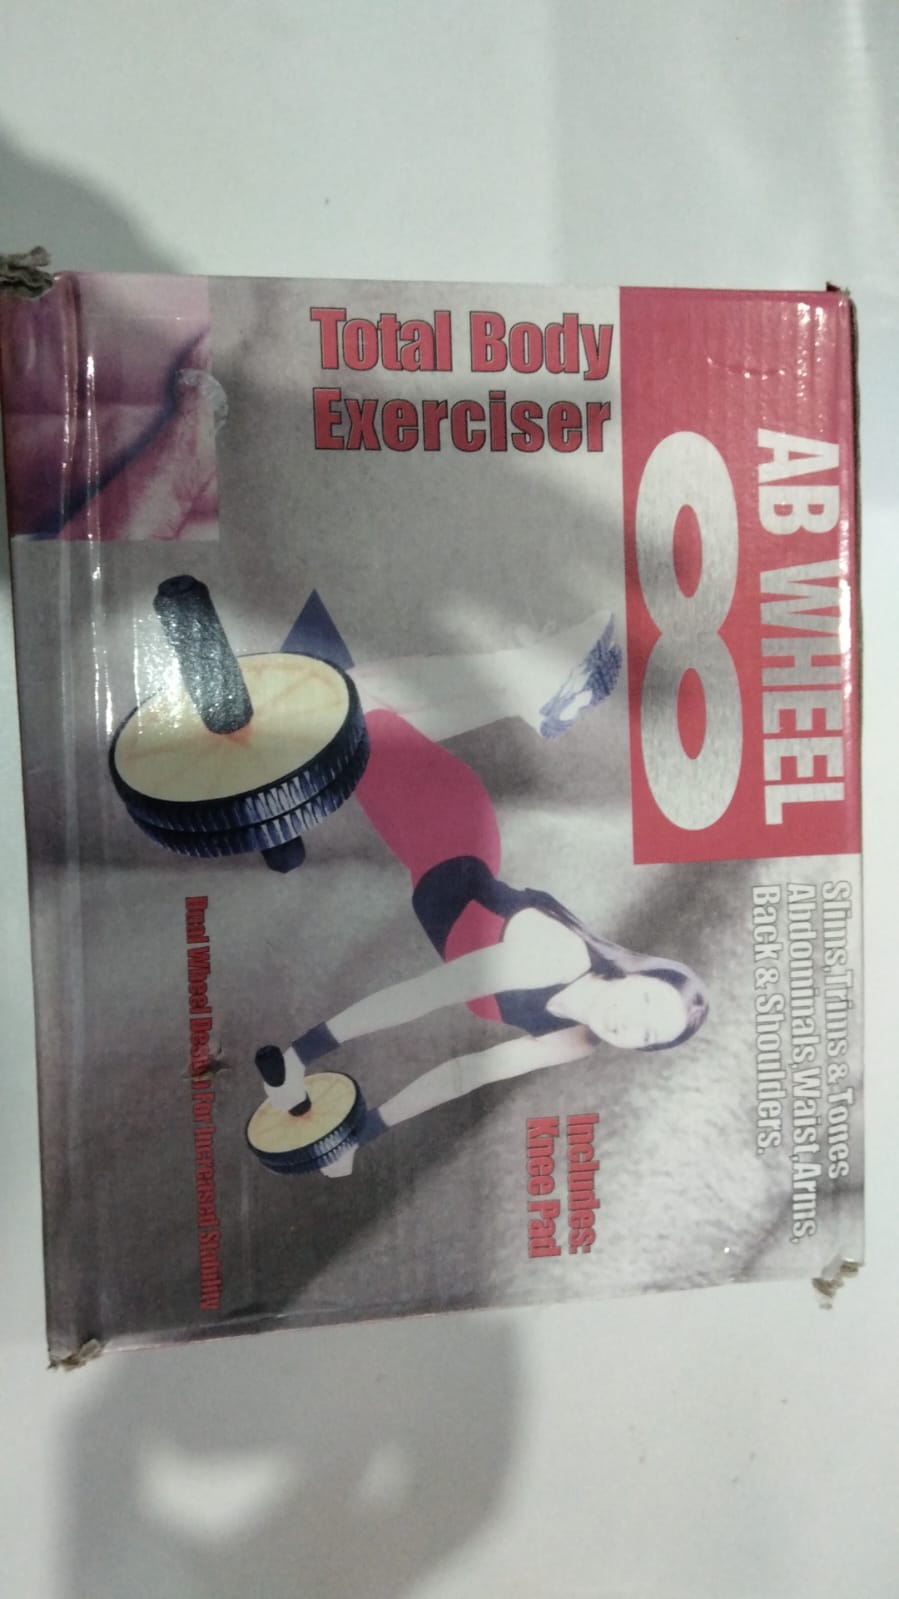 AB WHEEL
Slims,Trims & Tones
Abdominals,Waist,Arms,
Back & Shoulders.
Total Body
Exerciser
Includes:
Knee Pad
Dual Wheel Design For Increased Stability